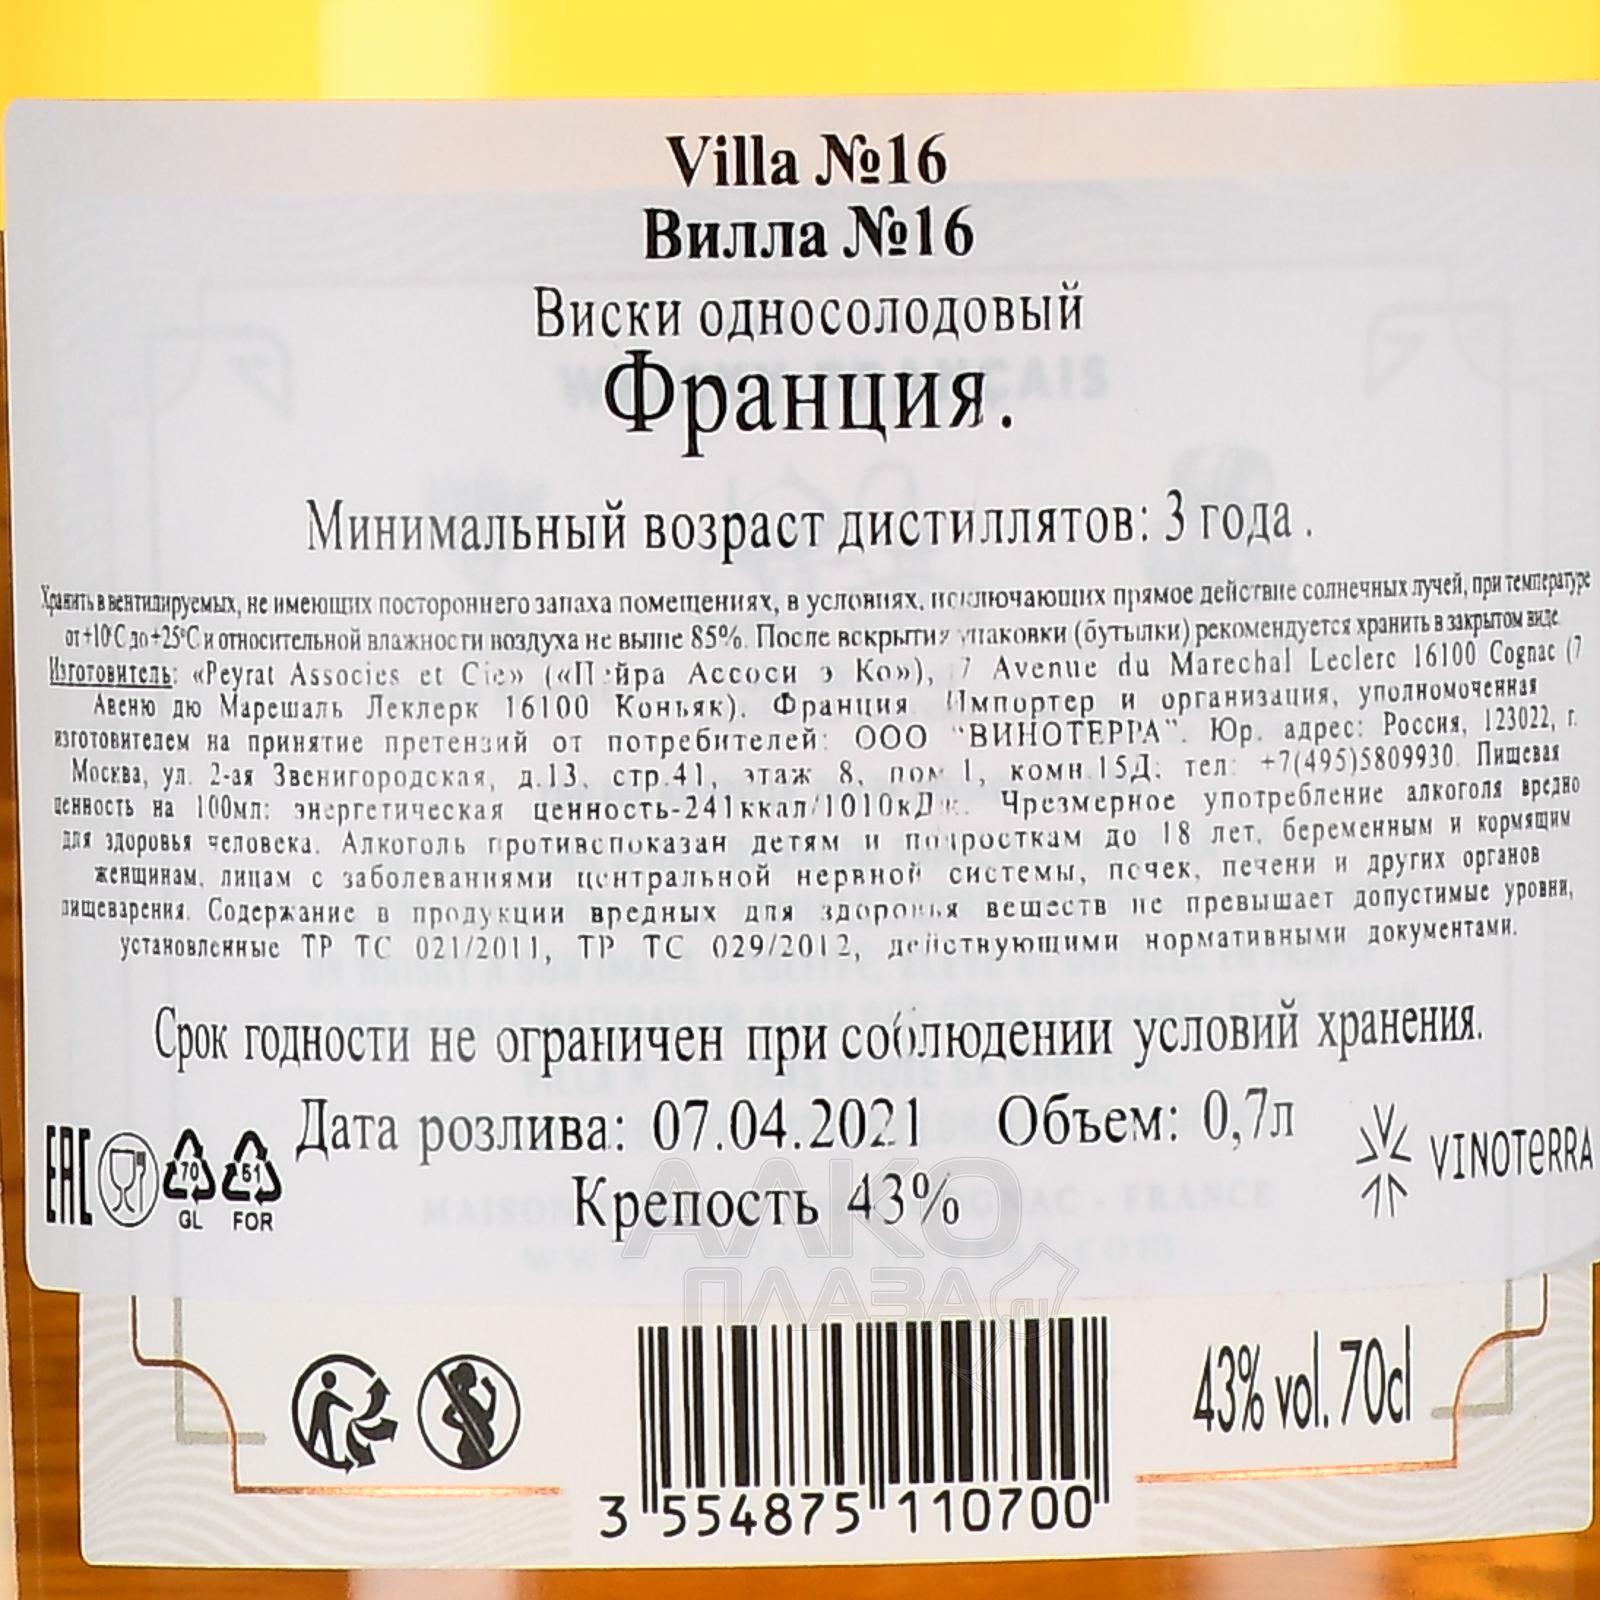 Villa №16
Вилла №16
Виски односолодовый
Франция.
Минимальный возраст дистиллятов: 3 года .
Хранить в вентилируемых, не имеющих постороннего запаха помещениях, в условиях, исключающих прямое действие солнечных лучей, при температуре
от +10°C до +25°C и относительной влажности воздуха не выше 85%. После вскрытия упаковки (бутылки) рекомендуется хранить в закрытом виде.
Изготовитель: «Peyrat Associes et Cie» («Пейра Ассоси э Ко»), 7 Avenue du Marechal Leclerc 16100 Cognac (7
Авеню дю Марешаль Леклерк 16100 Коньяк). Франция. Импортер и организация, уполномоченная
изготовителем на принятие претензий от потребителей: ООО "ВИНОТЕРРА". Юр. адрес: Россия, 123022, г.
Москва, ул. 2-ая Звенигородская, д.13, стр.41, этаж 8, пом 1, комн.15Д; тел: +7(495)5809930. Пищевая
ценность на 100мл: энергетическая ценность-241ккал/1010кДж. Чрезмерное употребление алкоголя вредно
для здоровья человека. Алкоголь противспоказан детям и подросткам до 18 лет, беременным и кормящим
женщинам, лицам с заболеваниями центральной нервной системы, почек, печени и других органов
пищеварения. Содержание в продукции вредных для здоровья веществ не превышает допустимые уровни,
установленные ТР ТС 021/2011, ТР ТС 029/2012, действующими нормативными документами.
Срок годности не ограничен при соблюдении условий хранения.
Дата розлива: 07.04.2021 Объем: 0,7л
Крепость 43%
EAC
70
GL
51
FOR
VINOTERRA
АЛКО
ПЛАЗА.ru
43% vol. 70cl
3 554875 110700